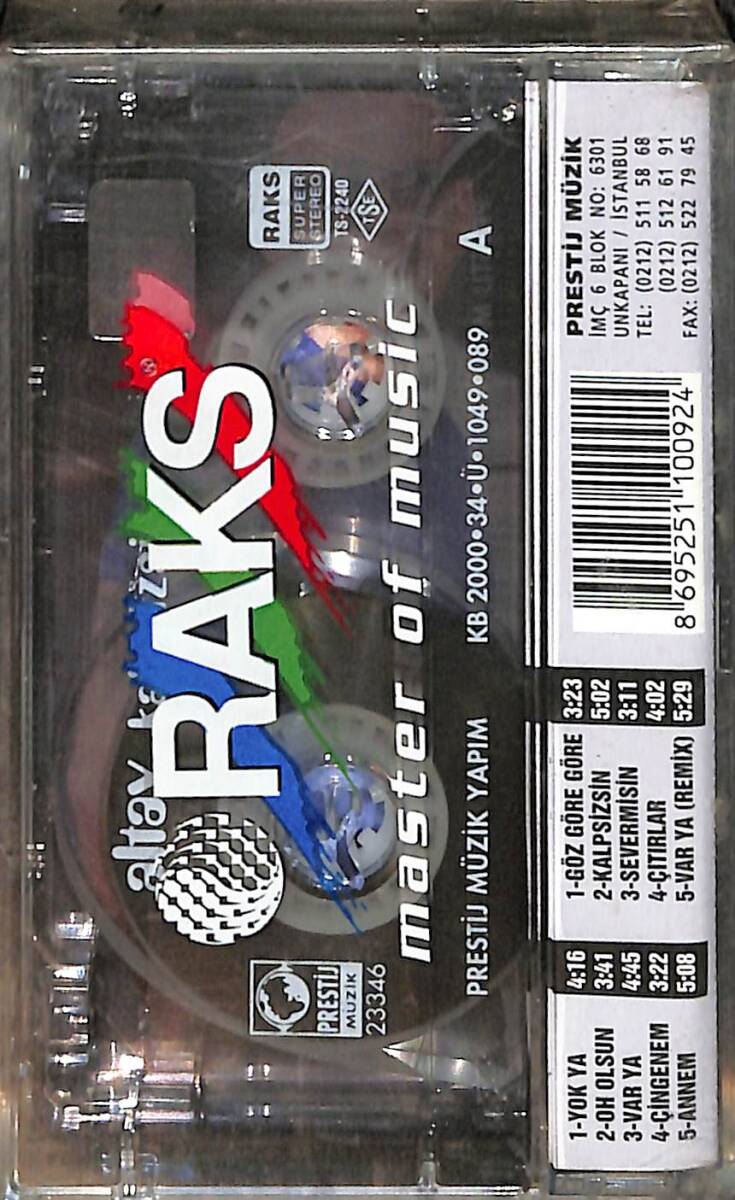 altay
RAKS
®
master of music
PRESTİJ MÜZİK YAPIM
KB 2000•34•Ü•1049•089
A
PRESTİJ
MÜZİK
23346
RAKS
SUPER
STEREO
TS-2240
TSE
1-YOK YA 4:16
2-OH OLSUN 3:41
3-VAR YA 4:45
4-ÇİNGENEM 3:22
5-ANNEM 5:08
1-GÖZ GÖRE GÖRE 3:23
2-KALPSİZSİN 5:02
3-SEVERMİSİN 3:11
4-ÇITIRLAR 4:02
5-VAR YA (REMIX) 5:29
8 695251 100924
PRESTİJ MÜZİK
İMÇ 6 BLOK NO: 6301
UNKAPANI / İSTANBUL
TEL: (0212) 511 58 68
(0212) 512 61 91
FAX: (0212) 522 79 45